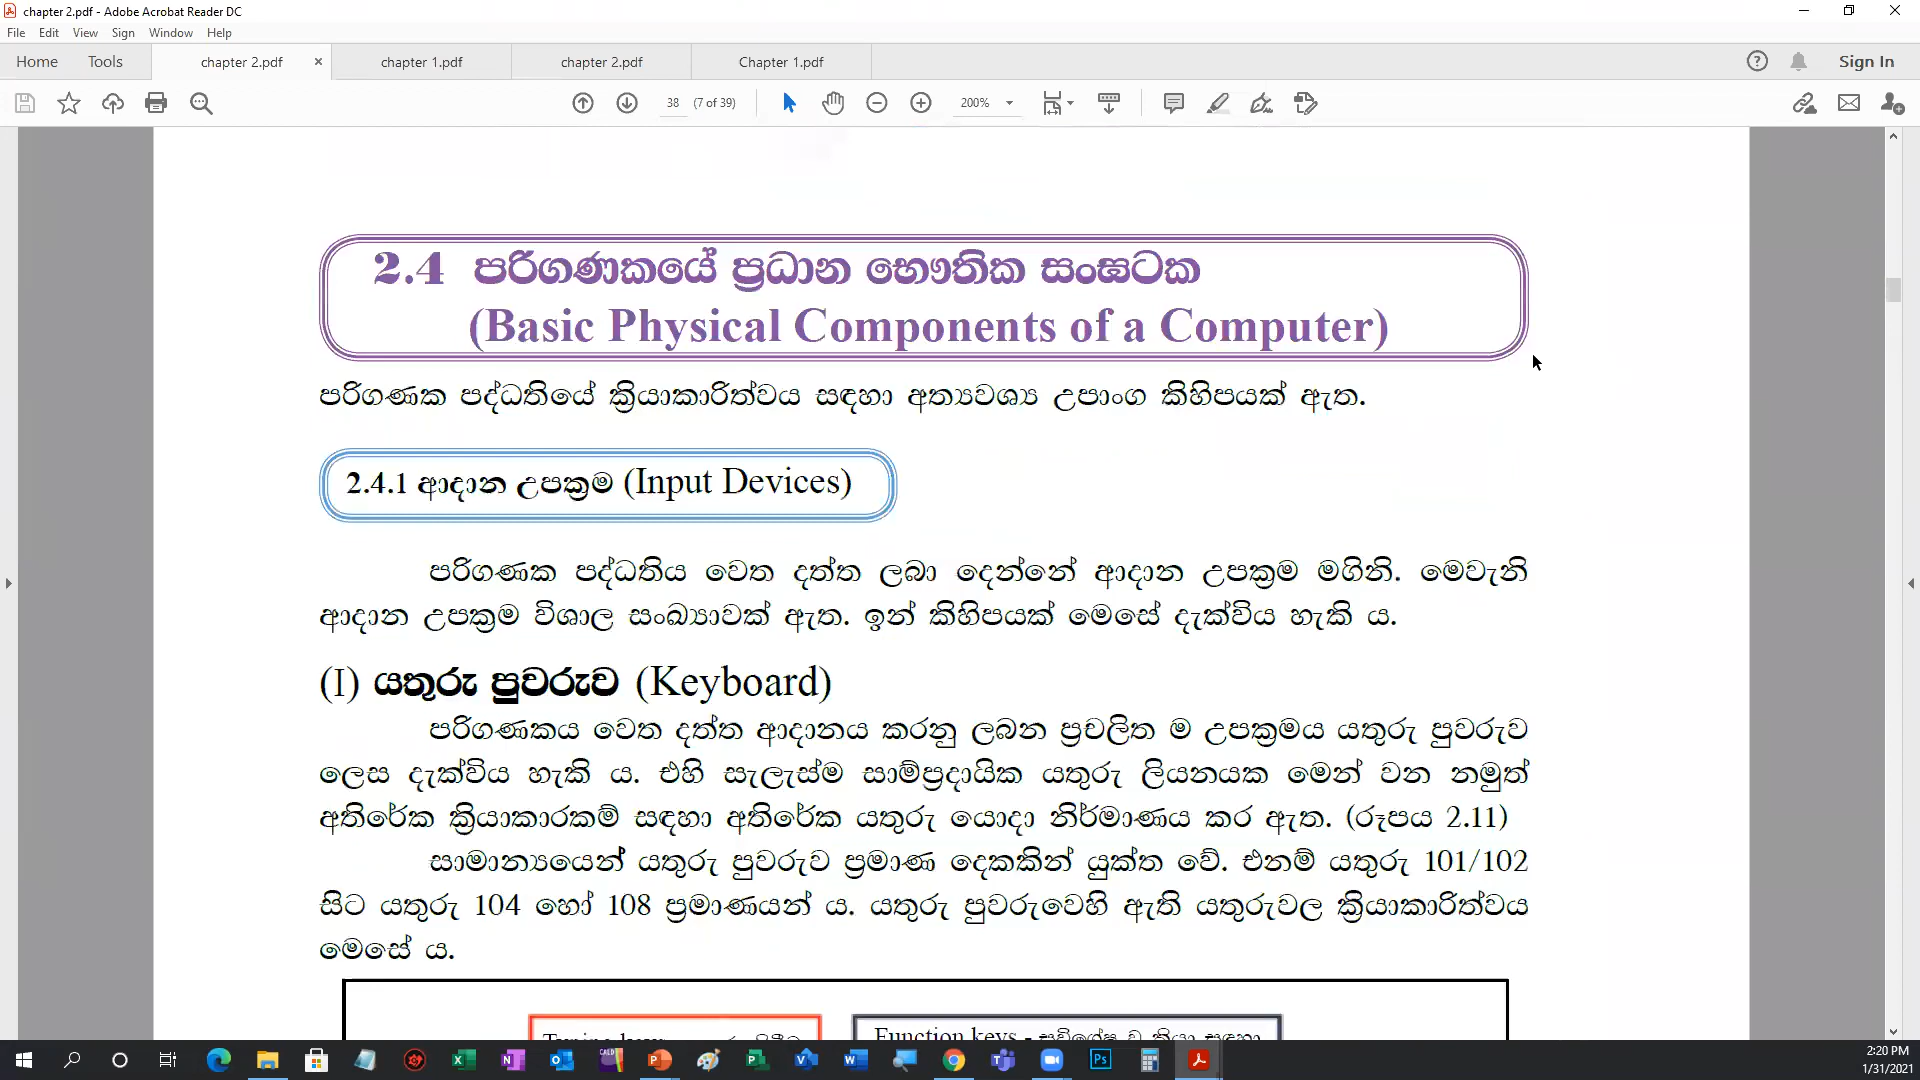 chapter 2.pdf - Adobe Acrobat Reader DC
File Edit View Sign Window Help
Home Tools chapter 2.pdf × chapter 1.pdf chapter 2.pdf Chapter 1.pdf Sign In
38 (7 of 39) 200%
2.4 පරිගණකයේ ප්‍රධාන භෞතික සංඝටක
(Basic Physical Components of a Computer)
පරිගණක පද්ධතියේ ක්‍රියාකාරිත්වය සඳහා අත්‍යවශ්‍ය උපාංග කිහිපයක් ඇත.
2.4.1 ආදාන උපක්‍රම (Input Devices)
පරිගණක පද්ධතිය වෙත දත්ත ලබා දෙන්නේ ආදාන උපක්‍රම මගිනි. මෙවැනි
ආදාන උපක්‍රම විශාල සංඛ්‍යාවක් ඇත. ඉන් කිහිපයක් මෙසේ දැක්විය හැකි ය.
(I) යතුරු පුවරුව (Keyboard)
පරිගණකය වෙත දත්ත ආදානය කරනු ලබන ප්‍රචලිත ම උපක්‍රමය යතුරු පුවරුව
ලෙස දැක්විය හැකි ය. එහි සැලැස්ම සාම්ප්‍රදායික යතුරු ලියනයක මෙන් වන නමුත්
අතිරේක ක්‍රියාකාරකම් සඳහා අතිරේක යතුරු යොදා නිර්මාණය කර ඇත. (රූපය 2.11)
සාමාන්‍යයෙන් යතුරු පුවරුව ප්‍රමාණ දෙකකින් යුක්ත වේ. එනම් යතුරු 101/102
සිට යතුරු 104 හෝ 108 ප්‍රමාණයන් ය. යතුරු පුවරුවෙහි ඇති යතුරුවල ක්‍රියාකාරිත්වය
මෙසේ ය.
Function keys -
2:20 PM
1/31/2021